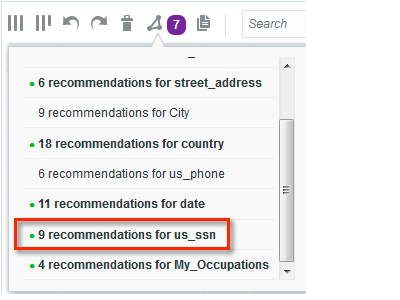 7
Search
6 recommendations for street_address
9 recommendations for City
18 recommendations for country
6 recommendations for us_phone
11 recommendations for date
9 recommendations for us_ssn
4 recommendations for My_Occupations